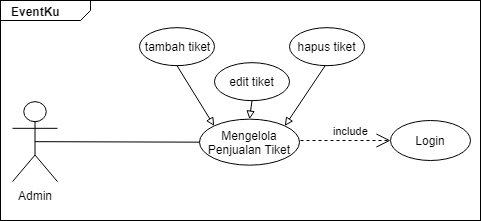 EventKu
tambah tiket
hapus tiket
edit tiket
Mengelola
Penjualan Tiket
include
Login
Admin